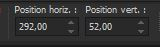 Position horiz. : Position vert. :
292,00 52,00